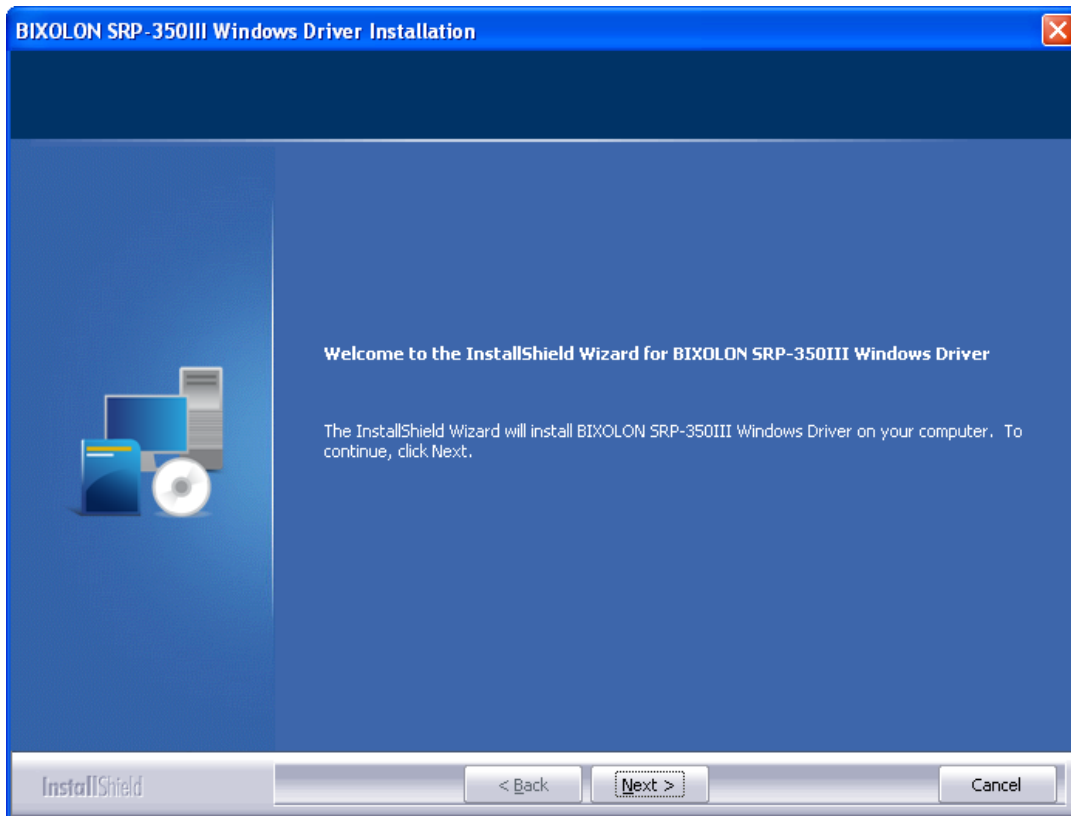 BIXOLON SRP-350III Windows Driver Installation
Welcome to the InstallShield Wizard for BIXOLON SRP-350III Windows Driver
The InstallShield Wizard will install BIXOLON SRP-350III Windows Driver on your computer.  To
continue, click Next.
InstallShield
< Back
Next >
Cancel